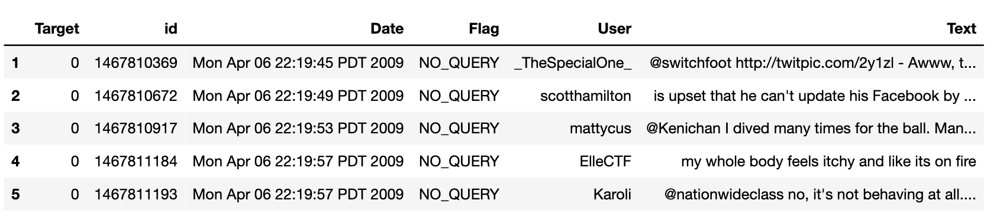 Target id Date Flag User Text
1 0 1467810369 Mon Apr 06 22:19:45 PDT 2009 NO_QUERY _TheSpecialOne_ @switchfoot http://twitpic.com/2y1zl - Awww, t...
2 0 1467810672 Mon Apr 06 22:19:49 PDT 2009 NO_QUERY scotthamilton is upset that he can't update his Facebook by ...
3 0 1467810917 Mon Apr 06 22:19:53 PDT 2009 NO_QUERY mattycus @Kenichan I dived many times for the ball. Man...
4 0 1467811184 Mon Apr 06 22:19:57 PDT 2009 NO_QUERY ElleCTF my whole body feels itchy and like its on fire
5 0 1467811193 Mon Apr 06 22:19:57 PDT 2009 NO_QUERY Karoli @nationwideclass no, it's not behaving at all....